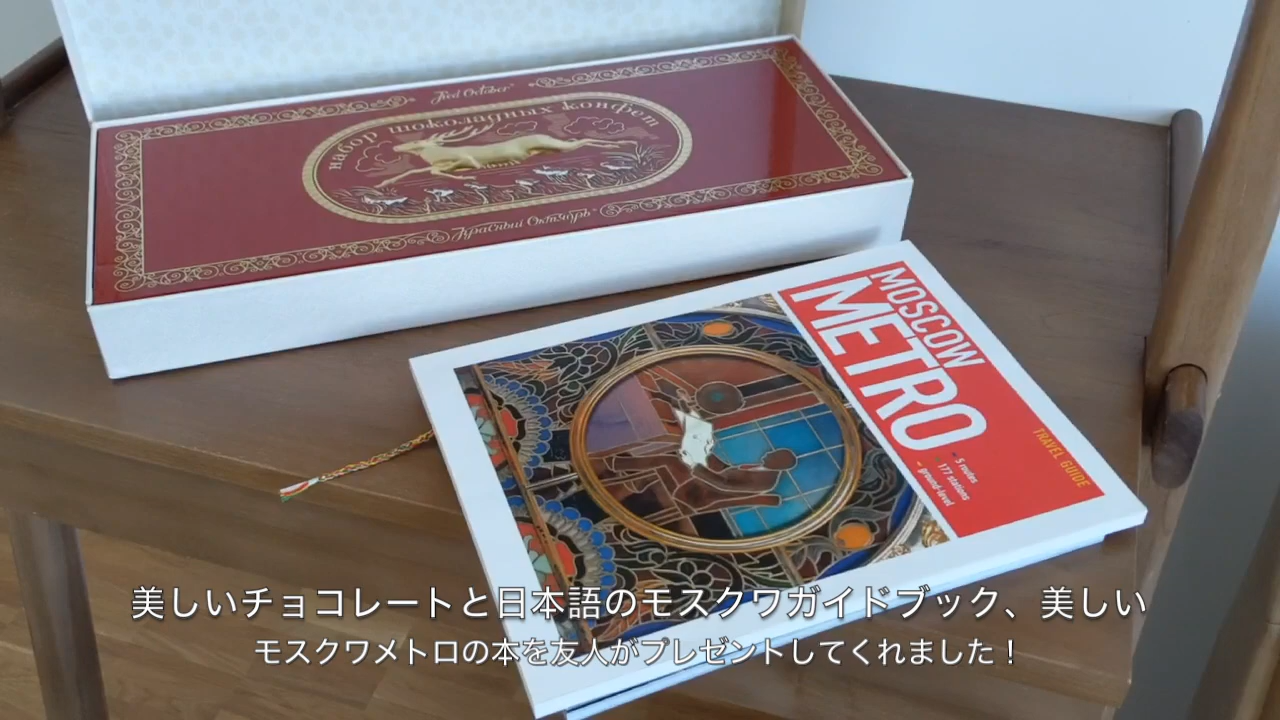 Red October
набор шоколадных конфет
Красный Октябрь
MOSCOW
METRO
TRAVEL GUIDE
- 5 routes
177 stations
- ground-level
美しいチョコレートと日本語のモスクワガイドブック、美しい
モスクワメトロの本を友人がプレゼントしてくれました！